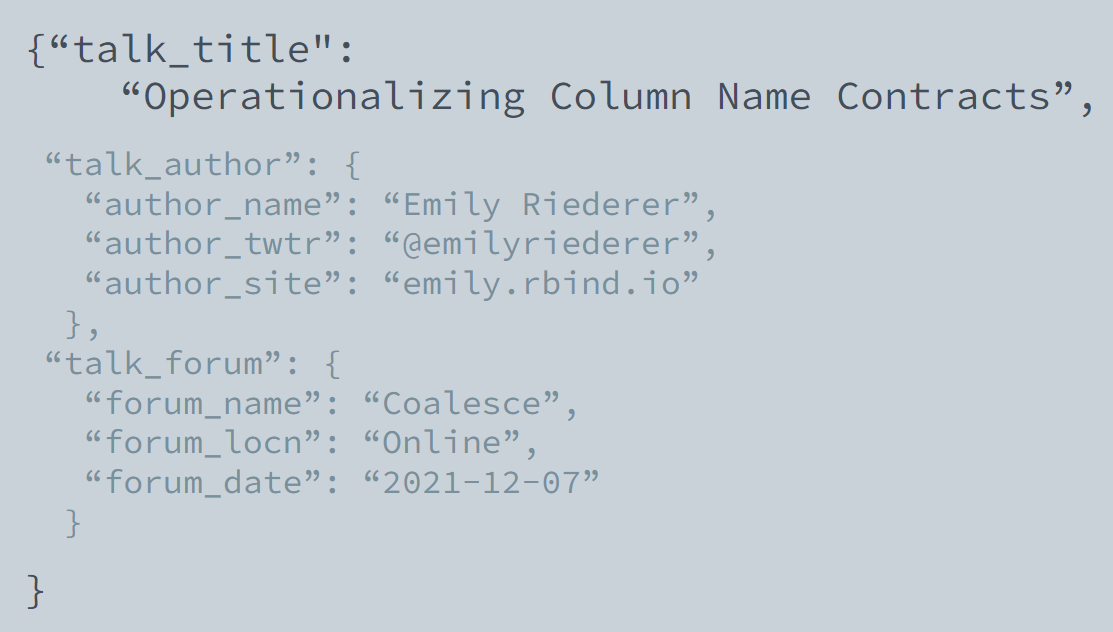 {“talk_title":
“Operationalizing Column Name Contracts”,
“talk_author”: {
“author_name”: “Emily Riederer”,
“author_twtr”: “@emilyriederer”,
“author_site”: “emily.rbind.io”
},
“talk_forum”: {
“forum_name”: “Coalesce”,
“forum_locn”: “Online”,
“forum_date”: “2021-12-07”
}
}